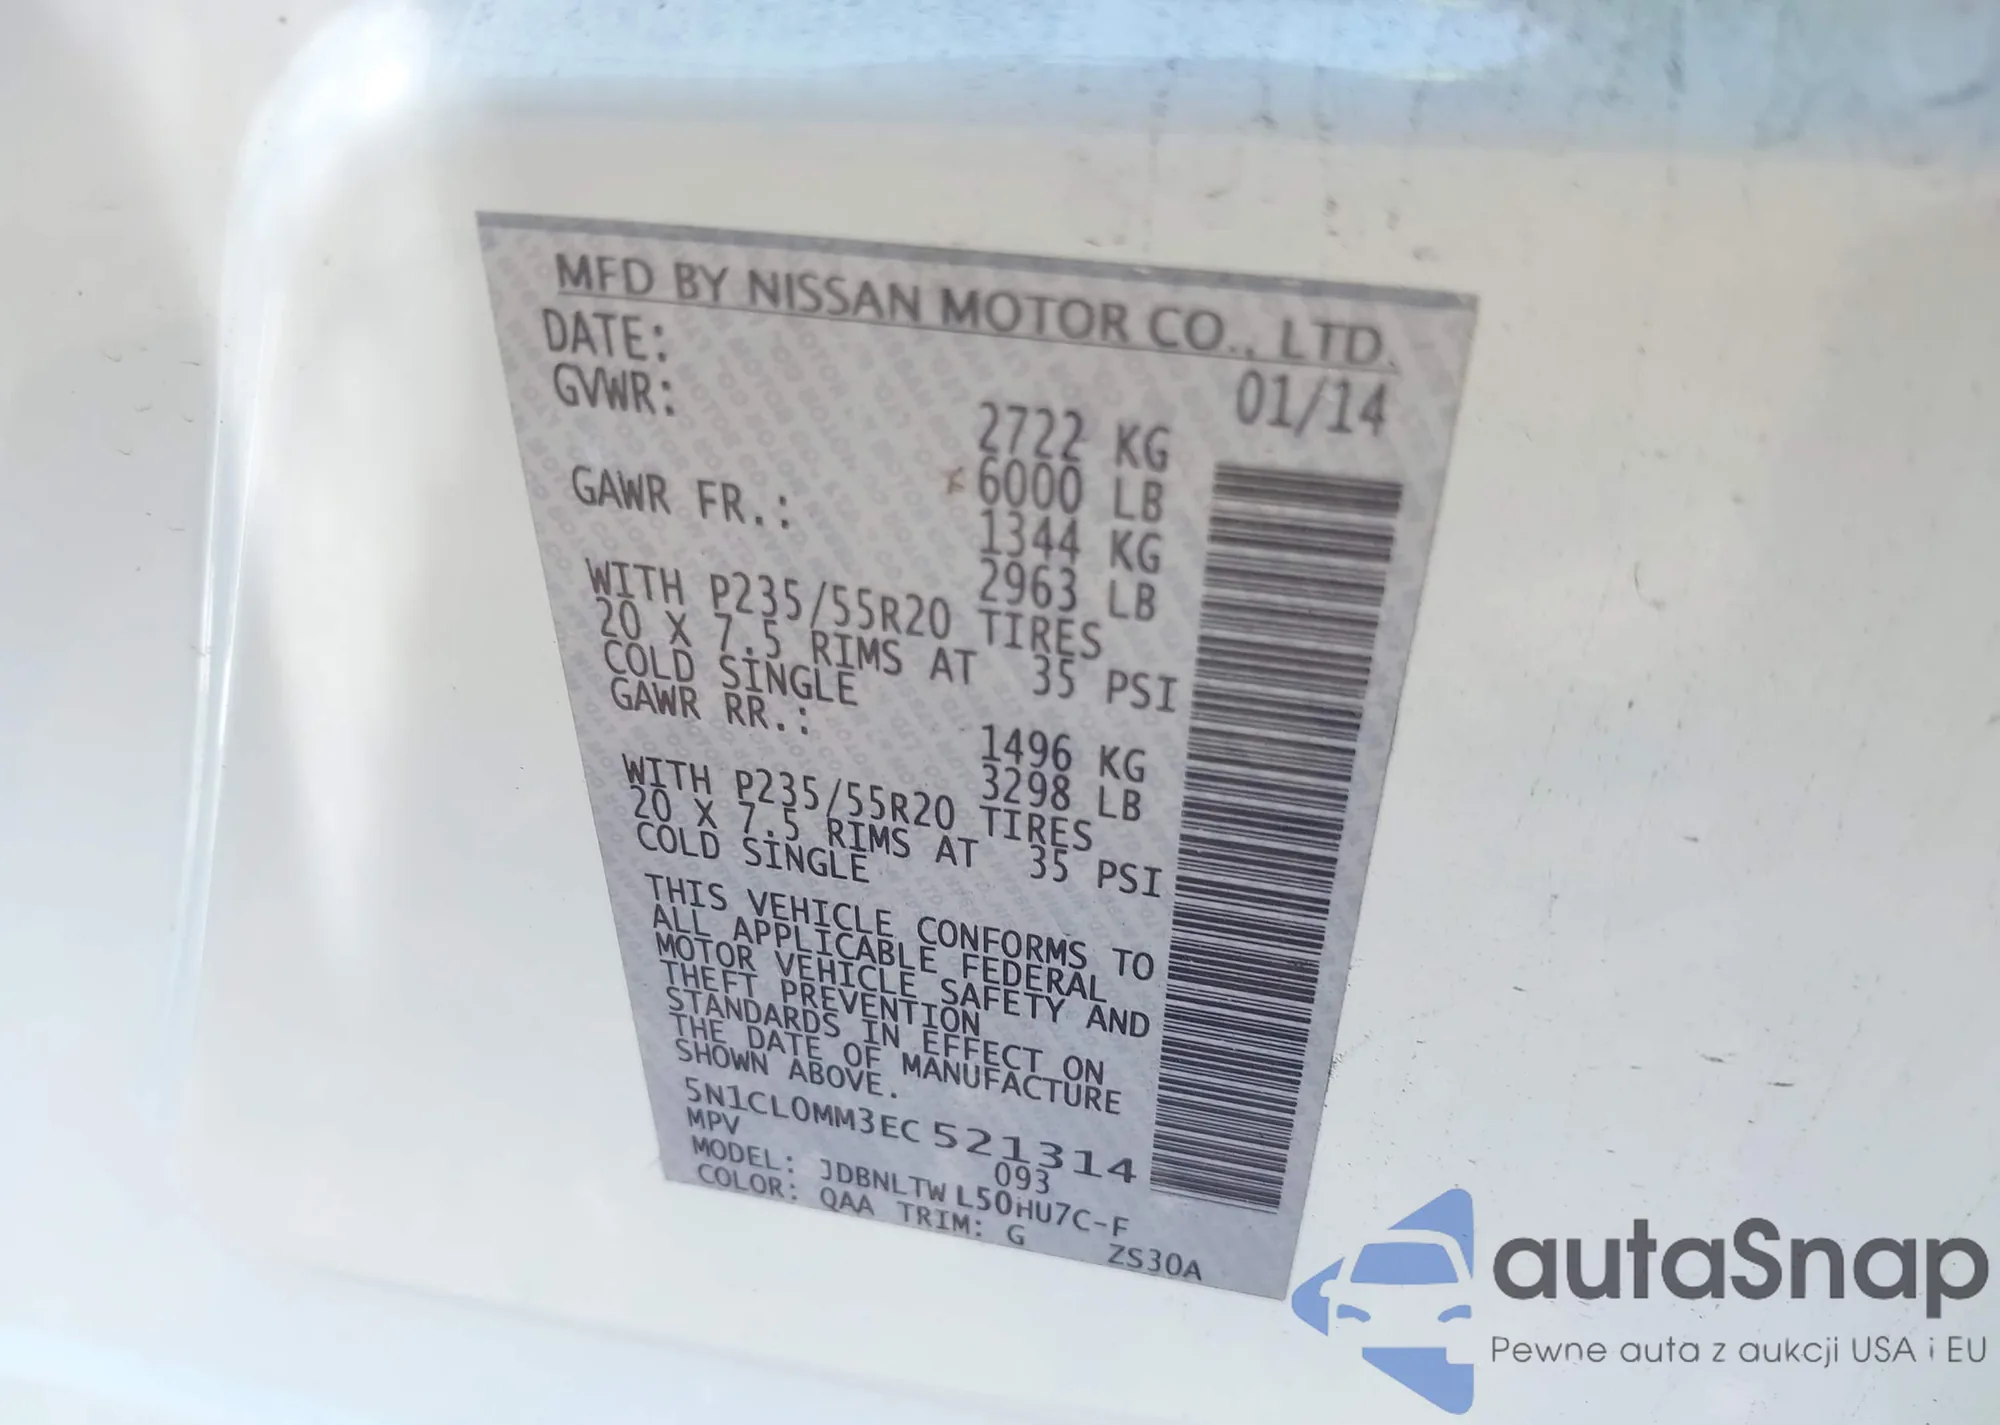 MFD BY NISSAN MOTOR CO., LTD.
DATE: 01/14
GVWR: 2722 KG
6000 LB
GAWR FR.: 1344 KG
2963 LB
WITH P235/55R20 TIRES
20 X 7.5 RIMS AT 35 PSI
COLD SINGLE
GAWR RR.: 1496 KG
3298 LB
WITH P235/55R20 TIRES
20 X 7.5 RIMS AT 35 PSI
COLD SINGLE
THIS VEHICLE CONFORMS TO
ALL APPLICABLE FEDERAL
MOTOR VEHICLE SAFETY AND
THEFT PREVENTION
STANDARDS IN EFFECT ON
THE DATE OF MANUFACTURE
SHOWN ABOVE.
5N1CL0MM3EC521314
MPV 093
MODEL: JDBNLTWL50HU7C-F
COLOR: QAA TRIM: G ZS30A
autaSnap
Pewne auta z aukcji USA i EU